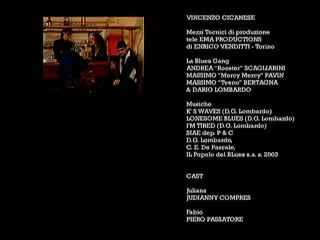 VINCENZO CICANESE
Mezzi Tecnici di produzione
tele EMA PRODUCTIONS
di ENRICO VENDITTI - Torino
La Blues Gang
ANDREA "Rooster" SCAGLIARINI
MASSIMO "Mercy Mercy" PAVIN
MASSIMO "Teeno" BERTAGNA
& DARIO LOMBARDO
Musiche
K' S WAVES (D.G. Lombardo)
LONESOME BLUES (D.G. Lombardo)
I'M TIRED (D.G. Lombardo)
SIAE dep. P & C
D.G. Lombardo,
C. E. De Pascale,
IL Popolo del BLues s.a. s. 2003
CAST
Juliana
JUDIANNY COMPRES
Fabio
PIERO PASSATORE